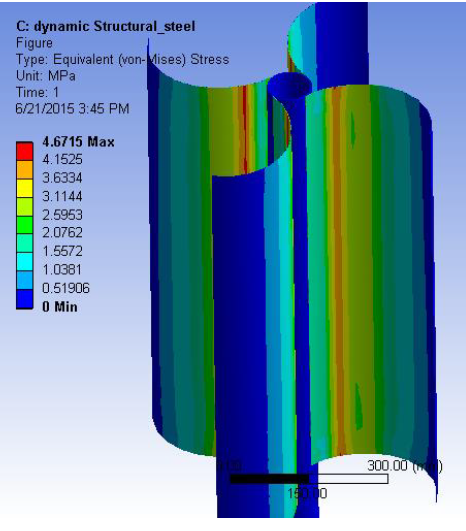 C: dynamic Structural_steel
Figure
Type: Equivalent (von-Mises) Stress
Unit: MPa
Time: 1
6/21/2015 3:45 PM
4.6715 Max
4.1525
3.6334
3.1144
2.5953
2.0762
1.5572
1.0381
0.51906
0 Min
300.00
150.00